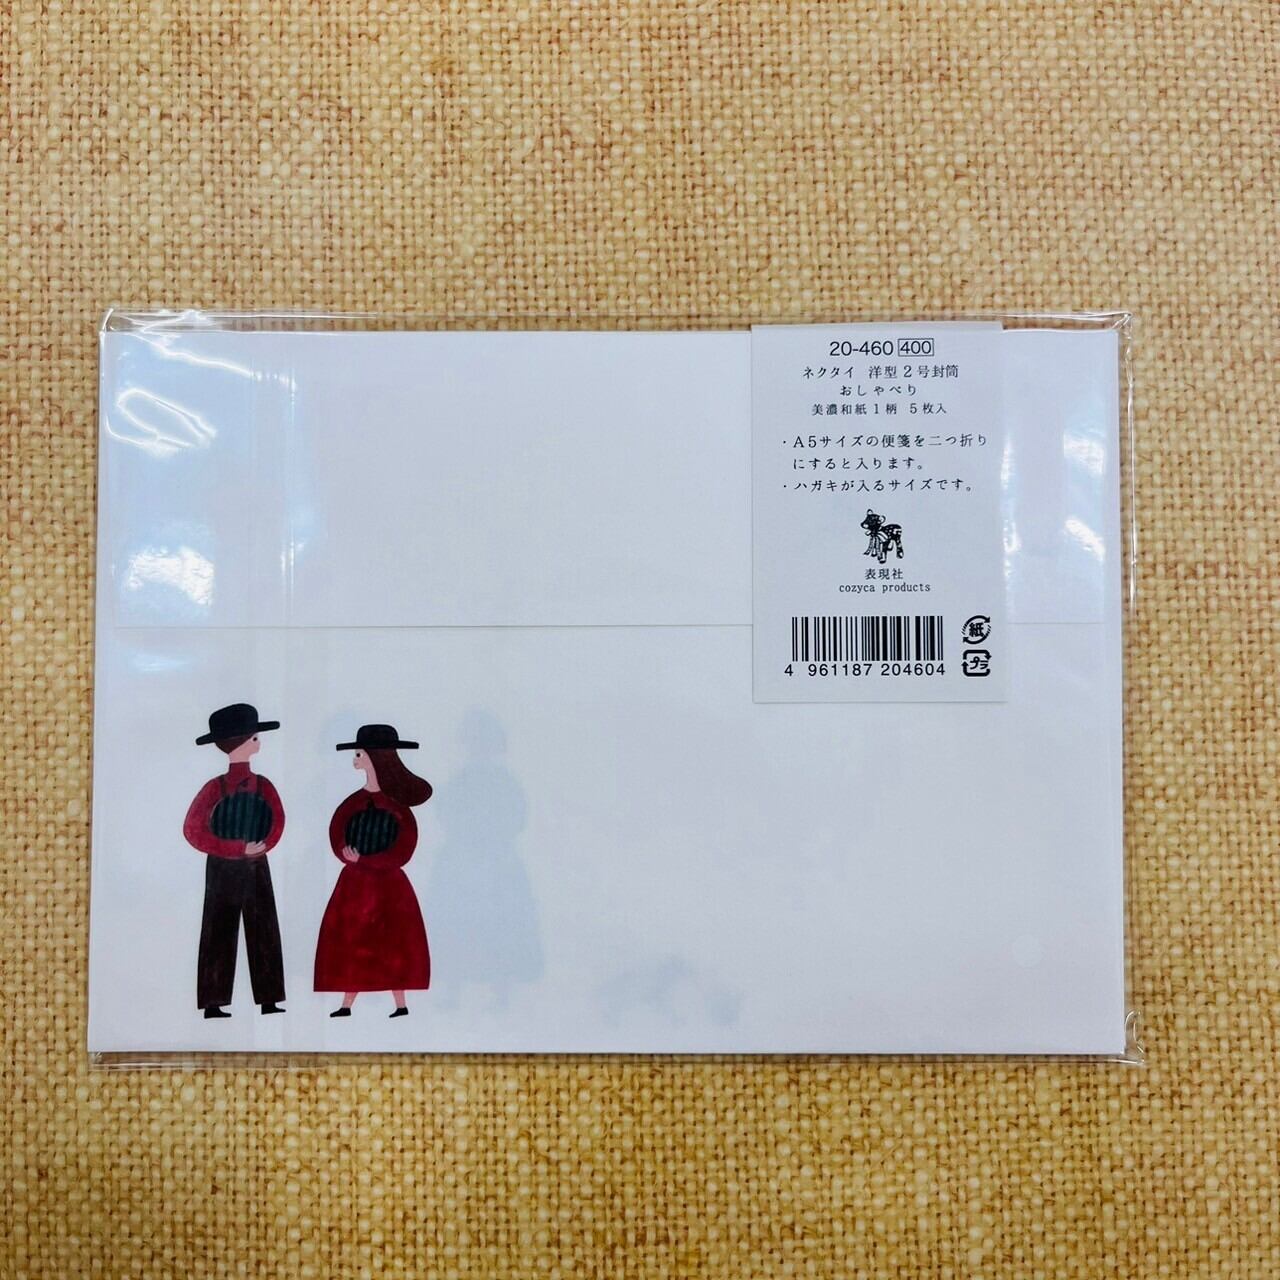 20-460 400
ネクタイ 洋型2号封筒
おしゃべり
美濃和紙1柄 5枚入
・A5サイズの便箋を二つ折り
にすると入ります。
・ハガキが入るサイズです。
表現社
cozyca products
紙
プラ
4 961187 204604